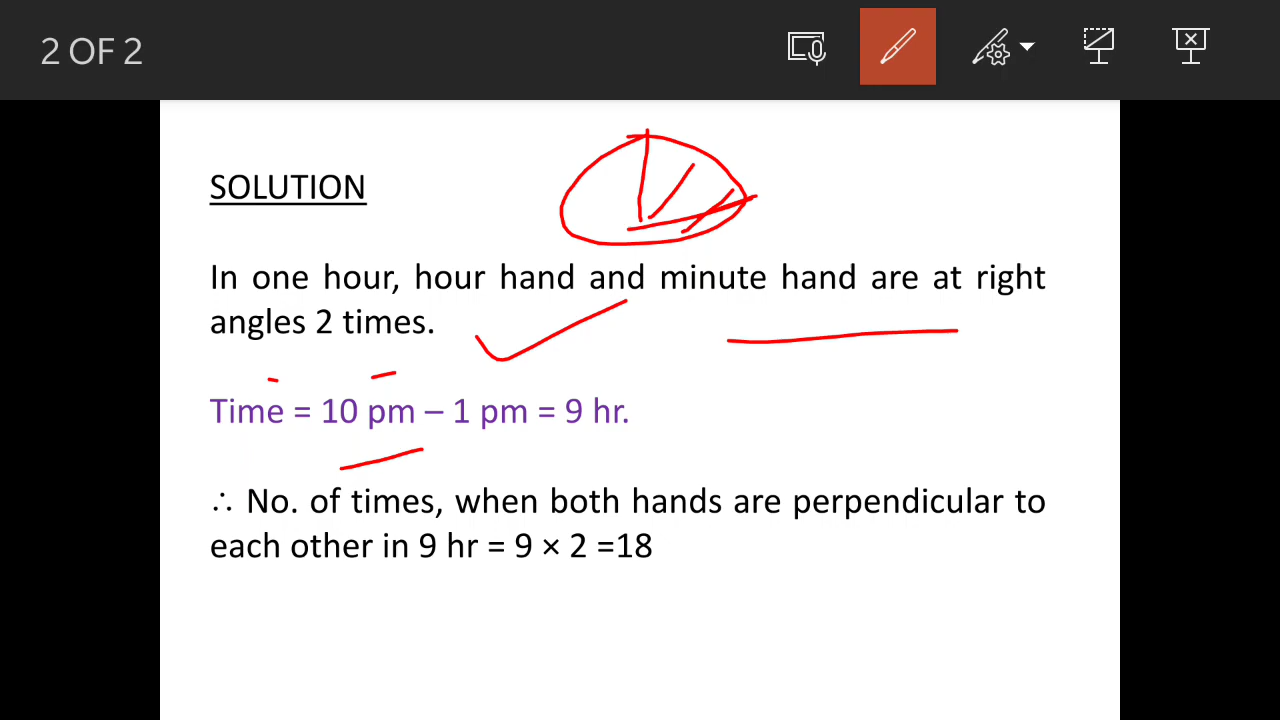 2 OF 2
SOLUTION
In one hour, hour hand and minute hand are at right
angles 2 times.
Time = 10 pm – 1 pm = 9 hr.
∴ No. of times, when both hands are perpendicular to
each other in 9 hr = 9 × 2 =18